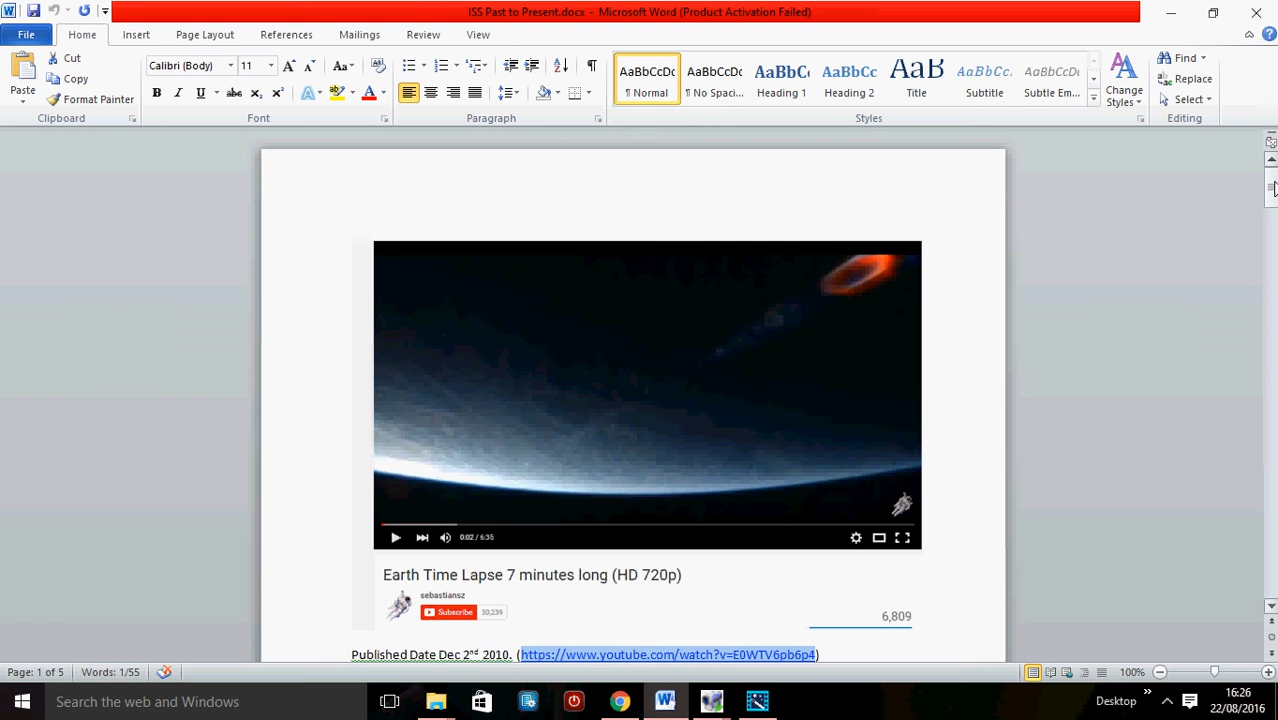 ISS Past to Present.docx - Microsoft Word (Product Activation Failed)
File Home Insert Page Layout References Mailings Review View
Paste Cut Copy Format Painter
Calibri (Body) 11
AaBbCcDc AaBbCcDc AaBbCc AaBbCc AaB AaBbCc. AaBbCcDc
¶ Normal ¶ No Spaci... Heading 1 Heading 2 Title Subtitle Subtle Em...
Change Styles
Find Replace Select
Clipboard Font Paragraph Styles Editing
0:02 / 6:35
Earth Time Lapse 7 minutes long (HD 720p)
sebastiansz
Subscribe 30,239
6,809
Published Date Dec 2nd 2010. (https://www.youtube.com/watch?v=E0WTV6pb6p4)
Page: 1 of 5 Words: 1/55 100%
Search the web and Windows Desktop 16:26
22/08/2016